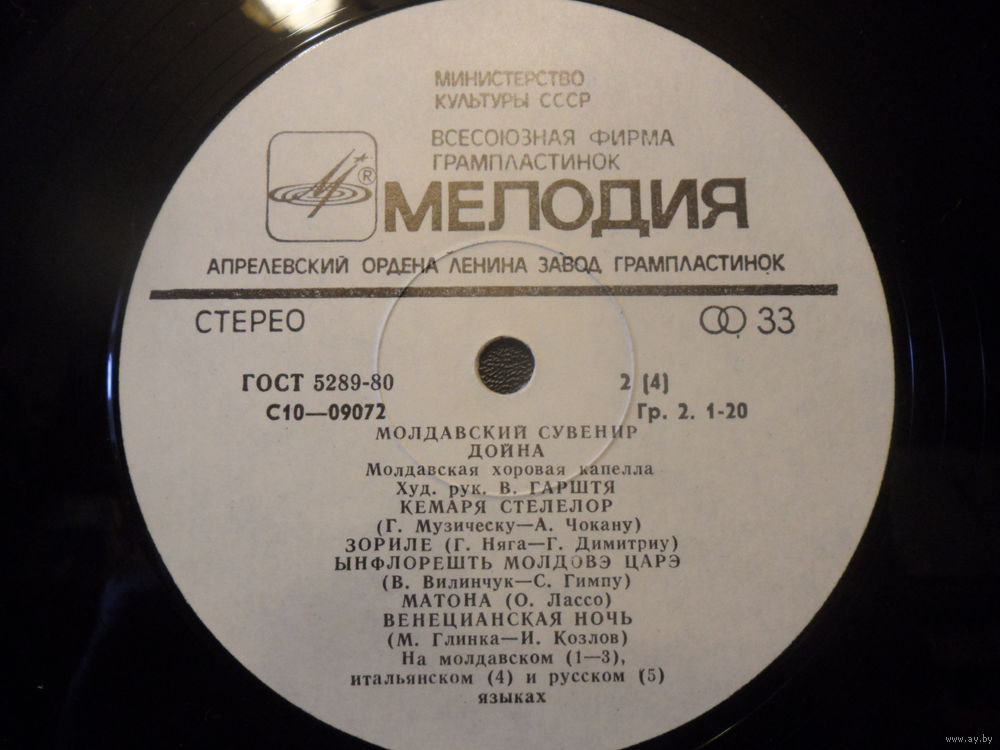 МИНИСТЕРСТВО
КУЛЬТУРЫ СССР
ВСЕСОЮЗНАЯ ФИРМА
ГРАМПЛАСТИНОК
®
МЕЛОДИЯ
АПРЕЛЕВСКИЙ ОРДЕНА ЛЕНИНА ЗАВОД ГРАМПЛАСТИНОК
СТЕРЕО 33
ГОСТ 5289-80 2 (4)
С10—09072 Гр. 2. 1-20
МОЛДАВСКИЙ СУВЕНИР
ДОЙНА
Молдавская хоровая капелла
Худ. рук. В. ГАРШТЯ
КЕМАРЯ СТЕЛЕЛОР
(Г. Музическу—А. Чокану)
ЗОРИЛЕ (Г. Няга—Г. Димитриу)
ЫНФЛОРЕШТЬ МОЛДОВЭ ЦАРЭ
(В. Вилинчук—С. Гимпу)
МАТОНА (О. Лассо)
ВЕНЕЦИАНСКАЯ НОЧЬ
(М. Глинка—И. Козлов)
На молдавском (1—3),
итальянском (4) и русском (5)
языках
www.ay.by